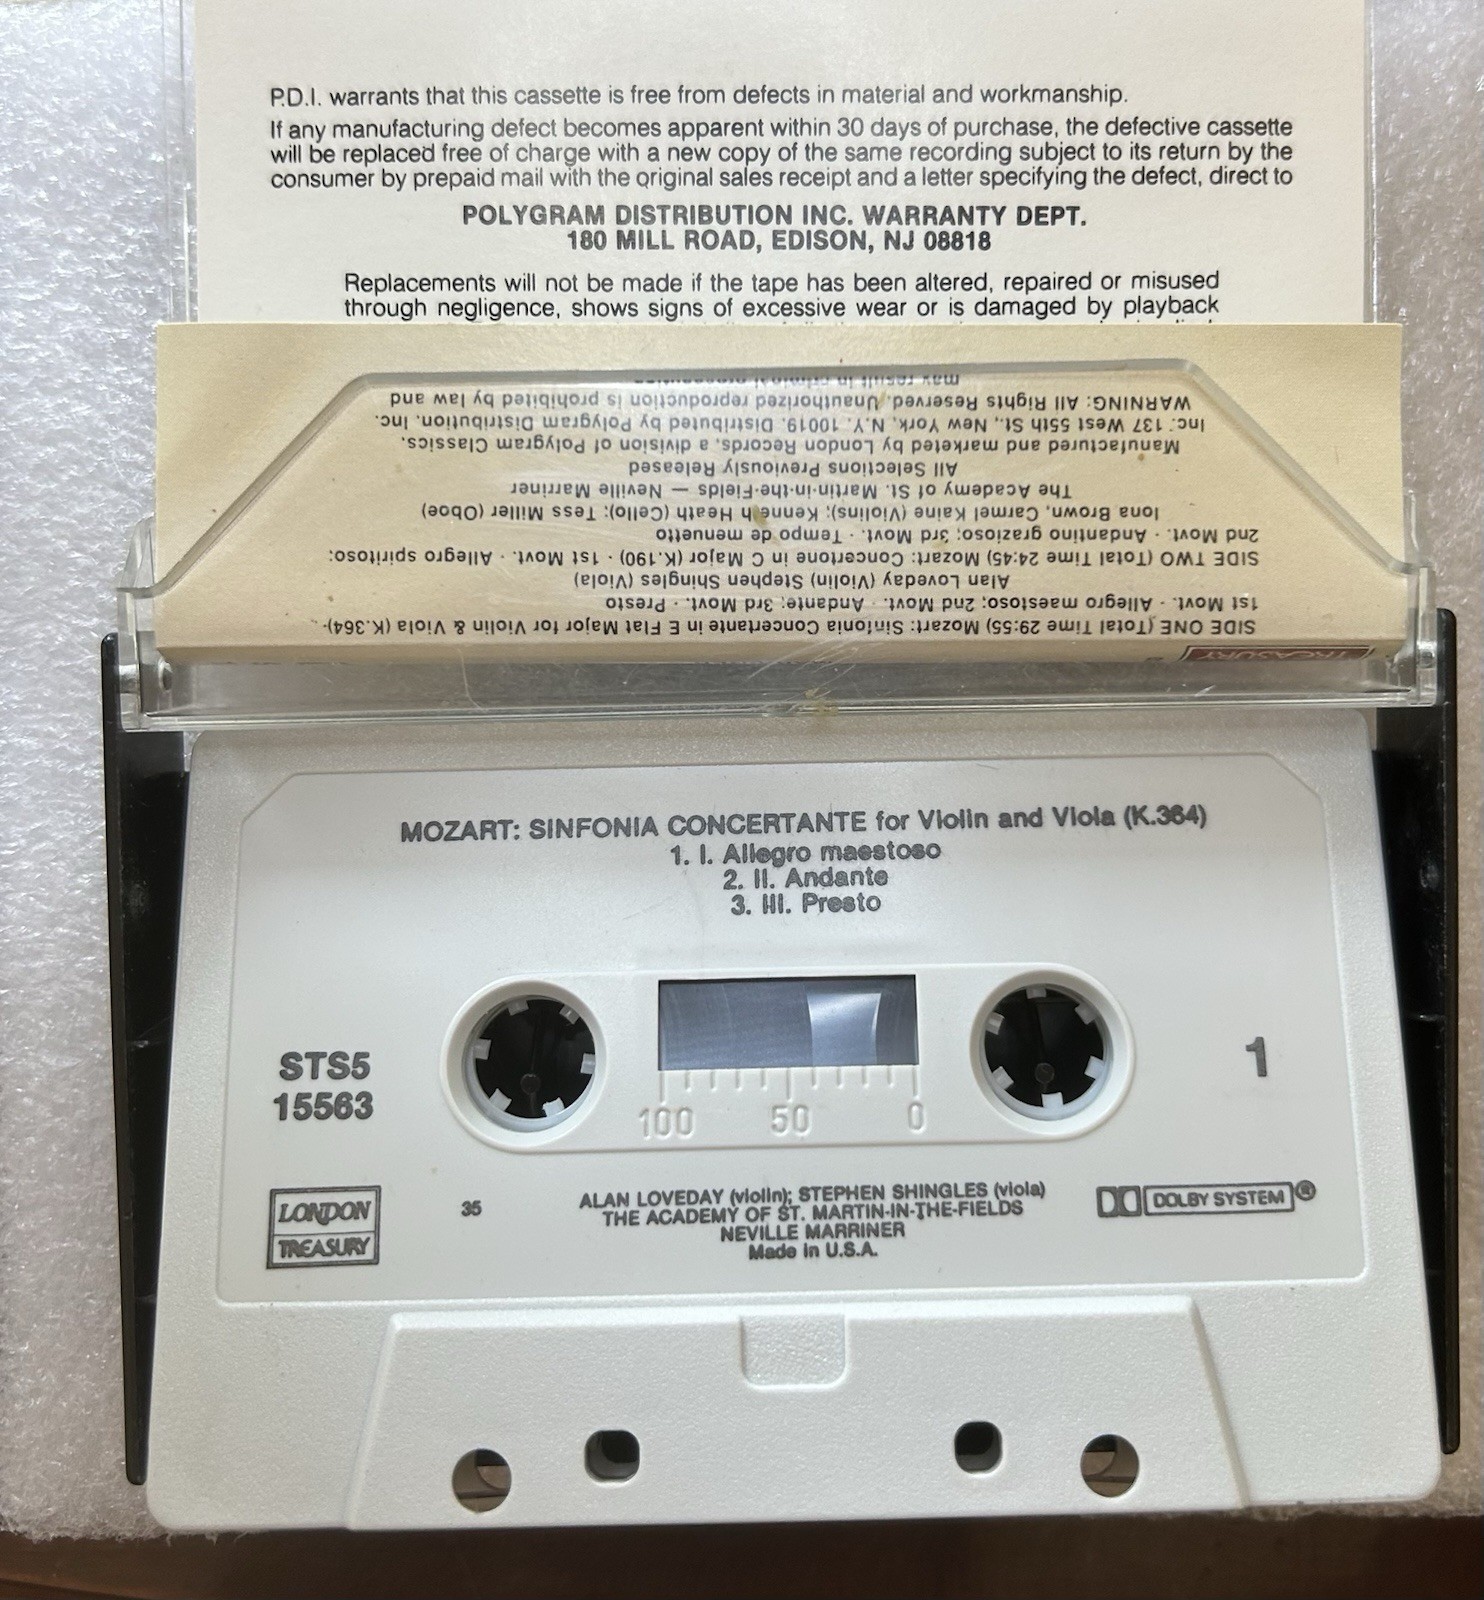 P.D.I. warrants that this cassette is free from defects in material and workmanship.
If any manufacturing defect becomes apparent within 30 days of purchase, the defective cassette
will be replaced free of charge with a new copy of the same recording subject to its return by the
consumer by prepaid mail with the original sales receipt and a letter specifying the defect, direct to
POLYGRAM DISTRIBUTION INC. WARRANTY DEPT.
180 MILL ROAD, EDISON, NJ 08818
Replacements will not be made if the tape has been altered, repaired or misused
through negligence, shows signs of excessive wear or is damaged by playback
TREASURY
SIDE ONE (Total Time 29:55) Mozart: Sinfonia Concertante in E Flat Major for Violin & Viola (K.364)·
1st Movt. · Allegro maestoso; 2nd Movt. · Andante; 3rd Movt. · Presto
Alan Loveday (Violin) Stephen Shingles (Viola)
SIDE TWO (Total Time 24:45) Mozart: Concertone in C Major (K.190) · 1st Movt. · Allegro spiritoso;
2nd Movt. · Andantino grazioso; 3rd Movt. · Tempo de menuetto
Iona Brown, Carmel Kaine (Violins); Kenneth Heath (Cello); Tess Miller (Oboe)
The Academy of St. Martin-in-the-Fields — Neville Marriner
All Selections Previously Released
Manufactured and marketed by London Records, a division of Polygram Classics,
Inc. 137 West 55th St., New York, N.Y. 10019. Distributed by Polygram Distribution, Inc.
WARNING: All Rights Reserved. Unauthorized reproduction is prohibited by law and
may result in criminal prosecution
MOZART: SINFONIA CONCERTANTE for Violin and Viola (K.364)
1. I. Allegro maestoso
2. II. Andante
3. III. Presto
STS5
15563
1
100 50 0
LONDON
TREASURY
35
ALAN LOVEDAY (violin); STEPHEN SHINGLES (viola)
THE ACADEMY OF ST. MARTIN-IN-THE-FIELDS
NEVILLE MARRINER
Made in U.S.A.
DOLBY SYSTEM ®